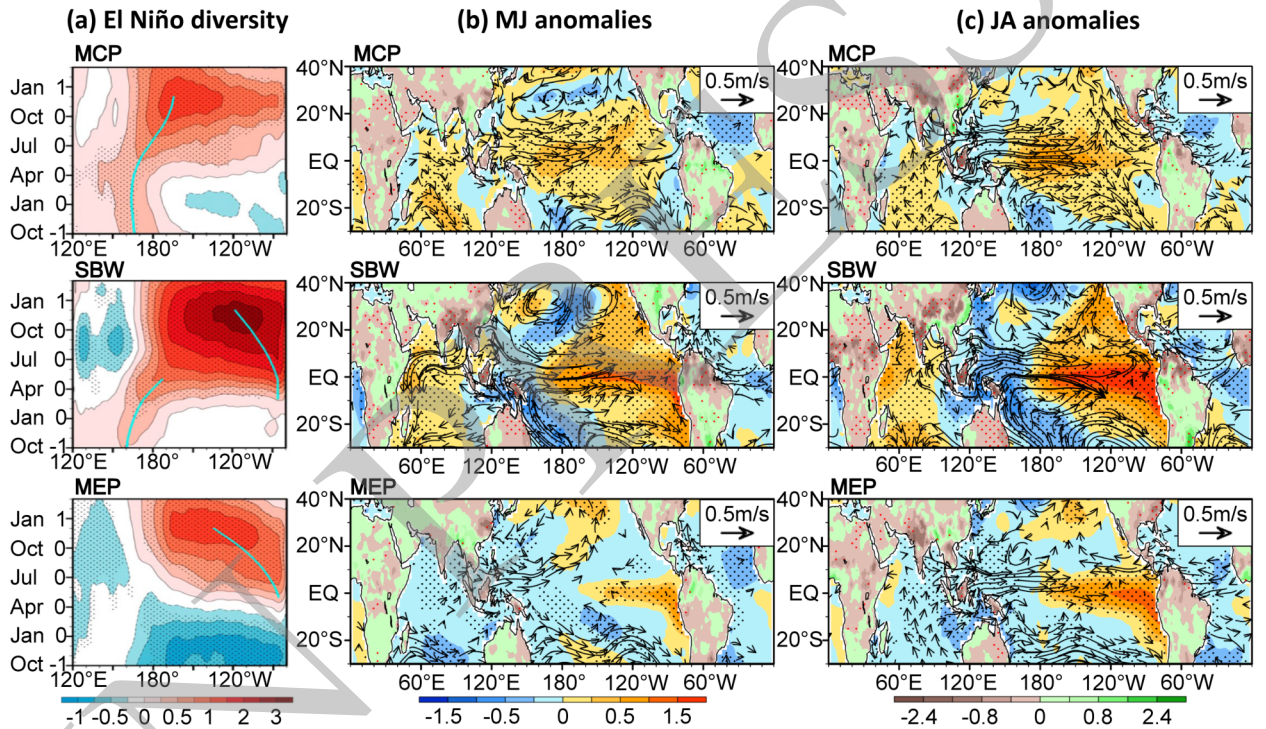 (a) El Niño diversity
(b) MJ anomalies
(c) JA anomalies
MCP
Jan 1
Oct 0
Jul 0
Apr 0
Jan 0
Oct -1
120°E 180° 120°W
MCP
40°N
20°N
EQ
20°S
60°E 120°E 180° 120°W 60°W
0.5m/s
MCP
40°N
20°N
EQ
20°S
60°E 120°E 180° 120°W 60°W
0.5m/s
SBW
Jan 1
Oct 0
Jul 0
Apr 0
Jan 0
Oct -1
120°E 180° 120°W
SBW
40°N
20°N
EQ
20°S
60°E 120°E 180° 120°W 60°W
0.5m/s
SBW
40°N
20°N
EQ
20°S
60°E 120°E 180° 120°W 60°W
0.5m/s
MEP
Jan 1
Oct 0
Jul 0
Apr 0
Jan 0
Oct -1
120°E 180° 120°W
MEP
40°N
20°N
EQ
20°S
60°E 120°E 180° 120°W 60°W
0.5m/s
MEP
40°N
20°N
EQ
20°S
60°E 120°E 180° 120°W 60°W
0.5m/s
-1 -0.5 0 0.5 1 2 3
-1.5 -0.5 0 0.5 1.5
-2.4 -0.8 0 0.8 2.4